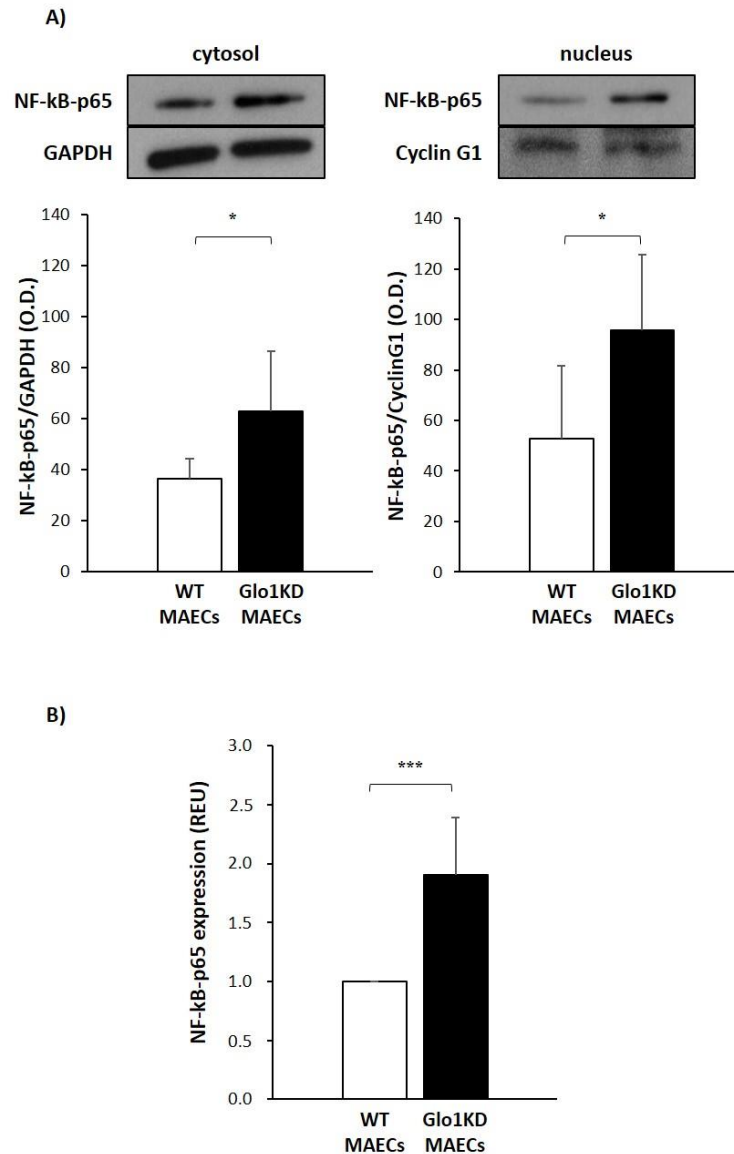 A)
cytosol
nucleus
NF-kB-p65
NF-kB-p65
GAPDH
Cyclin G1
NF-kB-p65/GAPDH (O.D.)
140
120
100
80
60
40
20
0
*
WT
MAECs
Glo1KD
MAECs
NF-kB-p65/CyclinG1 (O.D.)
140
120
100
80
60
40
20
0
*
WT
MAECs
Glo1KD
MAECs
B)
NF-kB-p65 expression (REU)
3.0
2.5
2.0
1.5
1.0
0.5
0.0
***
WT
MAECs
Glo1KD
MAECs